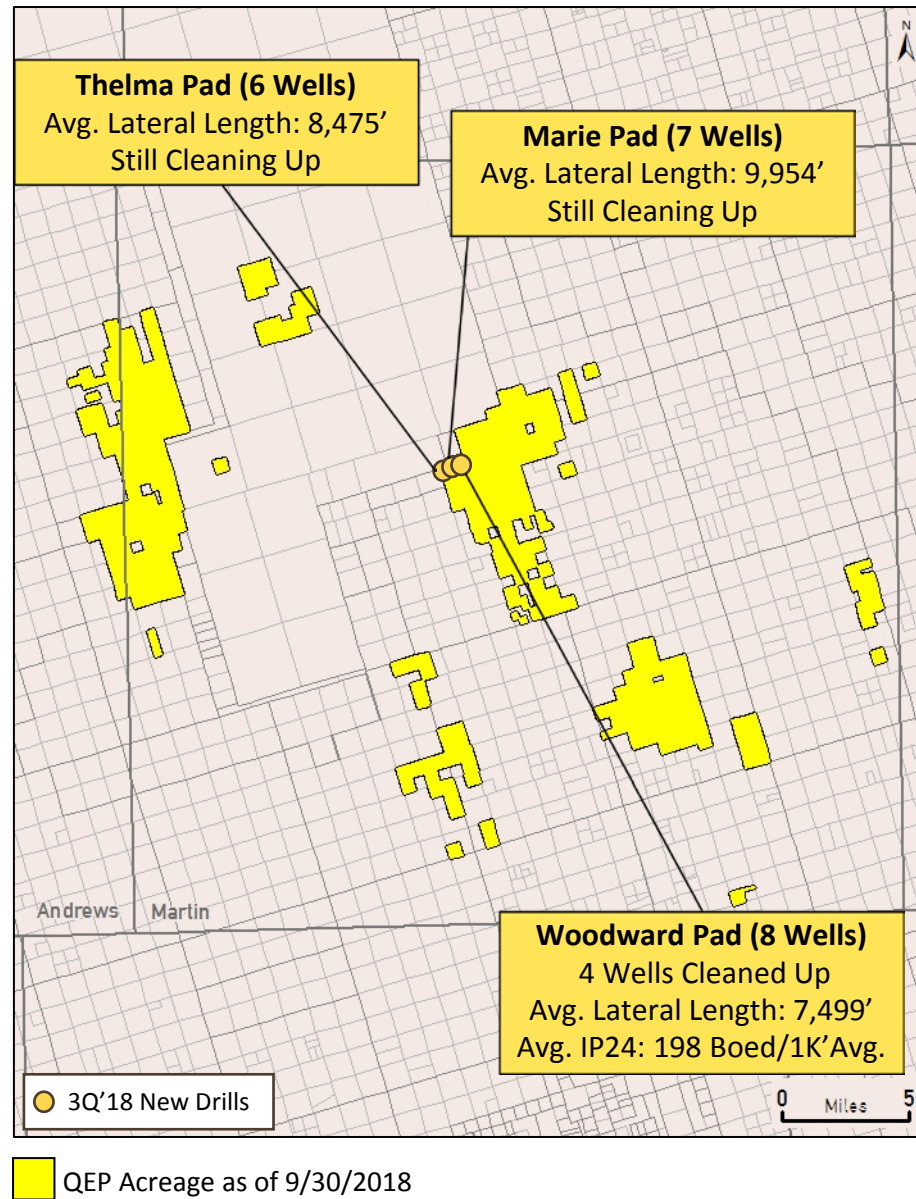 N
Thelma Pad (6 Wells)
Avg. Lateral Length: 8,475’
Still Cleaning Up
Marie Pad (7 Wells)
Avg. Lateral Length: 9,954’
Still Cleaning Up
Andrews
Martin
Woodward Pad (8 Wells)
4 Wells Cleaned Up
Avg. Lateral Length: 7,499’
Avg. IP24: 198 Boed/1K’Avg.
3Q’18 New Drills
0 Miles 5
QEP Acreage as of 9/30/2018